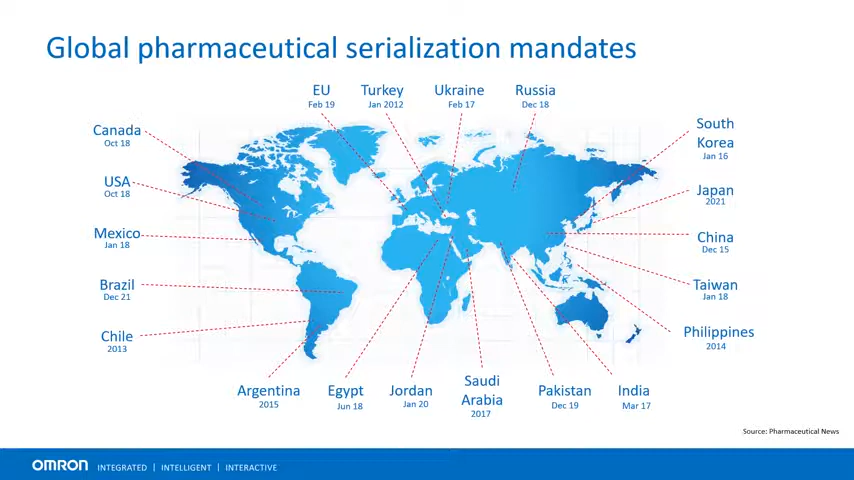 Global pharmaceutical serialization mandates
EU
Feb 19
Turkey
Jan 2012
Ukraine
Feb 17
Russia
Dec 18
Canada
Oct 18
USA
Oct 18
Mexico
Jan 18
Brazil
Dec 21
Chile
2013
South
Korea
Jan 16
Japan
2021
China
Dec 15
Taiwan
Jan 18
Philippines
2014
Argentina
2015
Egypt
Jun 18
Jordan
Jan 20
Saudi
Arabia
2017
Pakistan
Dec 19
India
Mar 17
Source: Pharmaceutical News
OMRON INTEGRATED | INTELLIGENT | INTERACTIVE